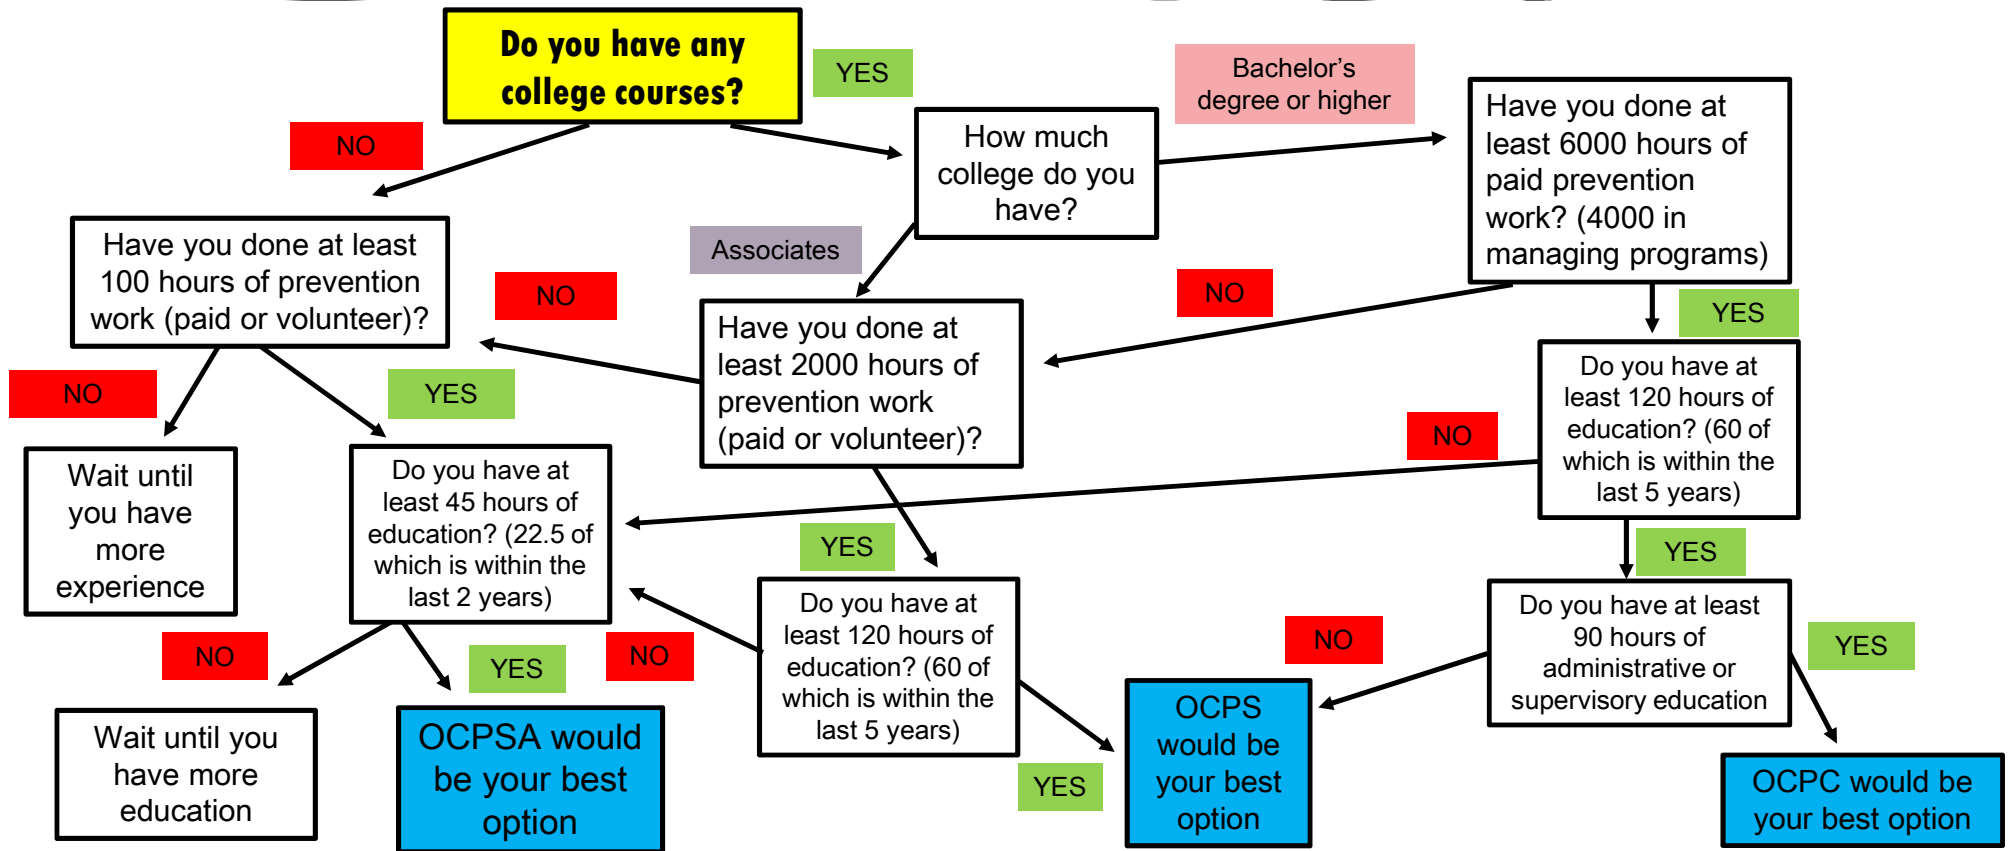 Do you have any
college courses?
YES
NO
How much
college do you
have?
Bachelor's
degree or higher
Have you done at
least 6000 hours of
paid prevention
work? (4000 in
managing programs)
Have you done at least
100 hours of prevention
work (paid or volunteer)?
Associates
NO
Have you done at
least 2000 hours of
prevention work
(paid or volunteer)?
NO
YES
Do you have at
least 120 hours of
education? (60 of
which is within the
last 5 years)
NO
YES
Wait until
you have
more
experience
Do you have at
least 45 hours of
education? (22.5 of
which is within the
last 2 years)
YES
NO
YES
Do you have at
least 120 hours of
education? (60 of
which is within the
last 5 years)
Do you have at least
90 hours of
administrative or
supervisory education
NO
YES
NO
YES
NO
Wait until you
have more
education
OCPSA would
be your best
option
YES
OCPS
would be
your best
option
OCPC would be
your best option